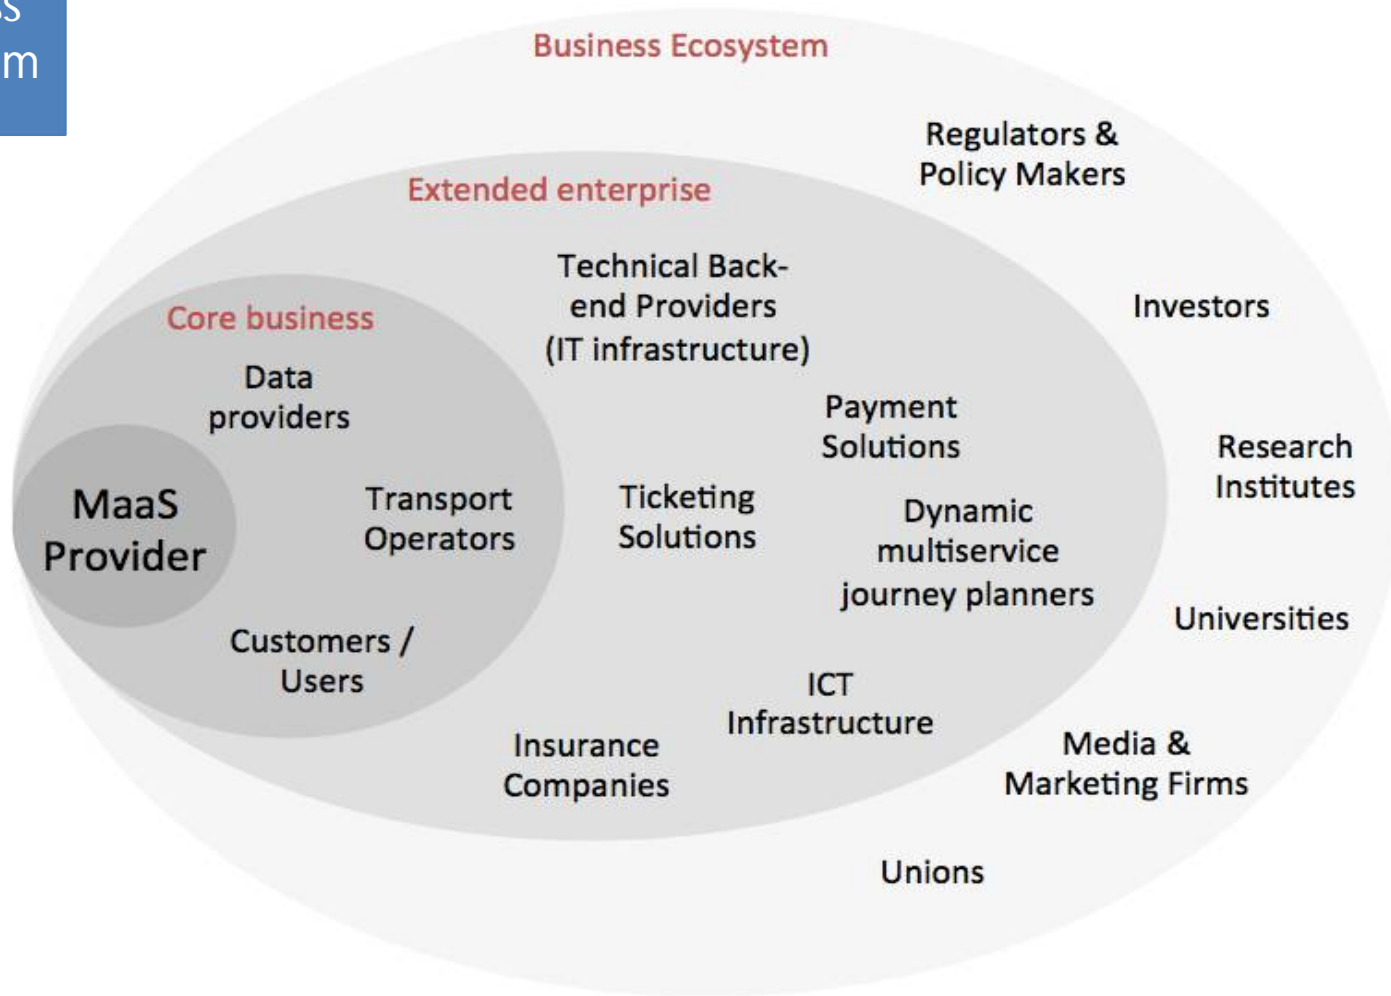 Business Ecosystem
Regulators &
Policy Makers
Extended enterprise
Technical Back-
end Providers
(IT infrastructure)
Investors
Core business
Data
providers
Payment
Solutions
Research
Institutes
MaaS
Provider
Transport
Operators
Ticketing
Solutions
Dynamic
multiservice
journey planners
Universities
Customers /
Users
ICT
Infrastructure
Insurance
Companies
Media &
Marketing Firms
Unions